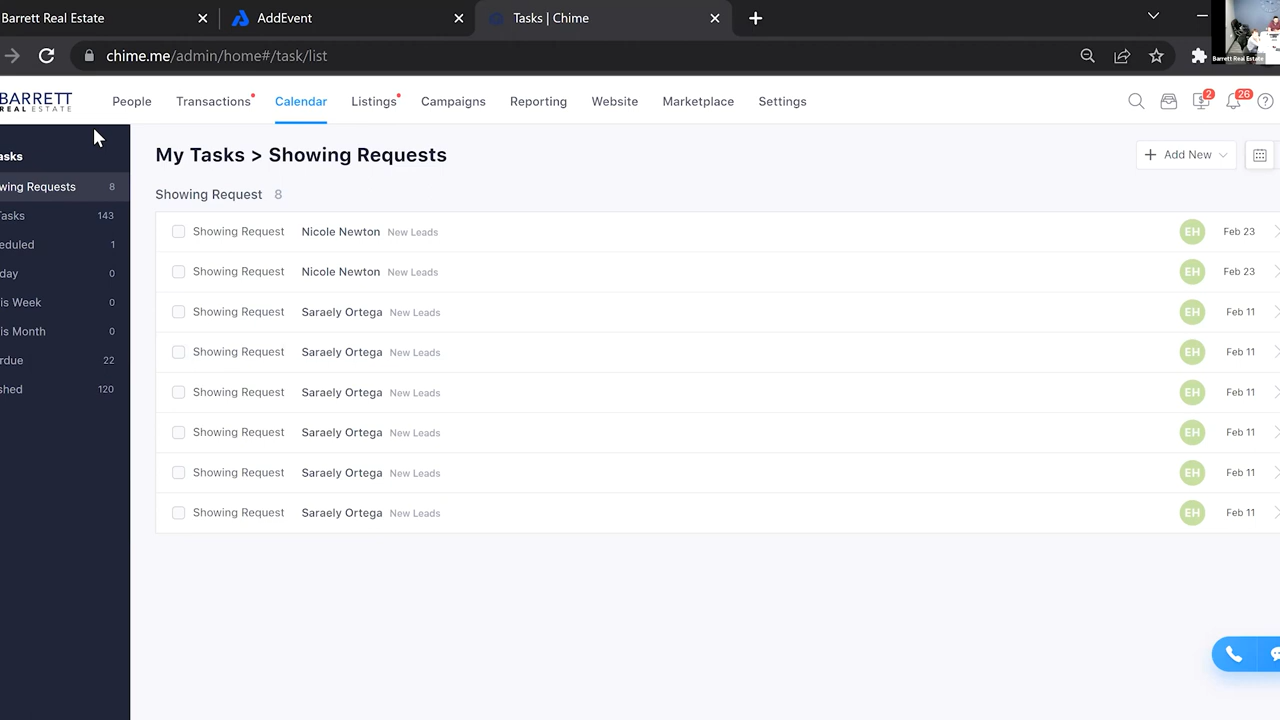 Barrett Real Estate
AddEvent
Tasks | Chime
Barrett Real Estate
chime.me/admin/home#/task/list
BARRETT
REAL ESTATE
People
Transactions
Calendar
Listings
Campaigns
Reporting
Website
Marketplace
Settings
2
26
asks
wing Requests 8
Tasks 143
eduled 1
day 0
is Week 0
is Month 0
rdue 22
shed 120
My Tasks > Showing Requests
Add New
Showing Request 8
Showing Request Nicole Newton New Leads EH Feb 23
Showing Request Nicole Newton New Leads EH Feb 23
Showing Request Saraely Ortega New Leads EH Feb 11
Showing Request Saraely Ortega New Leads EH Feb 11
Showing Request Saraely Ortega New Leads EH Feb 11
Showing Request Saraely Ortega New Leads EH Feb 11
Showing Request Saraely Ortega New Leads EH Feb 11
Showing Request Saraely Ortega New Leads EH Feb 11